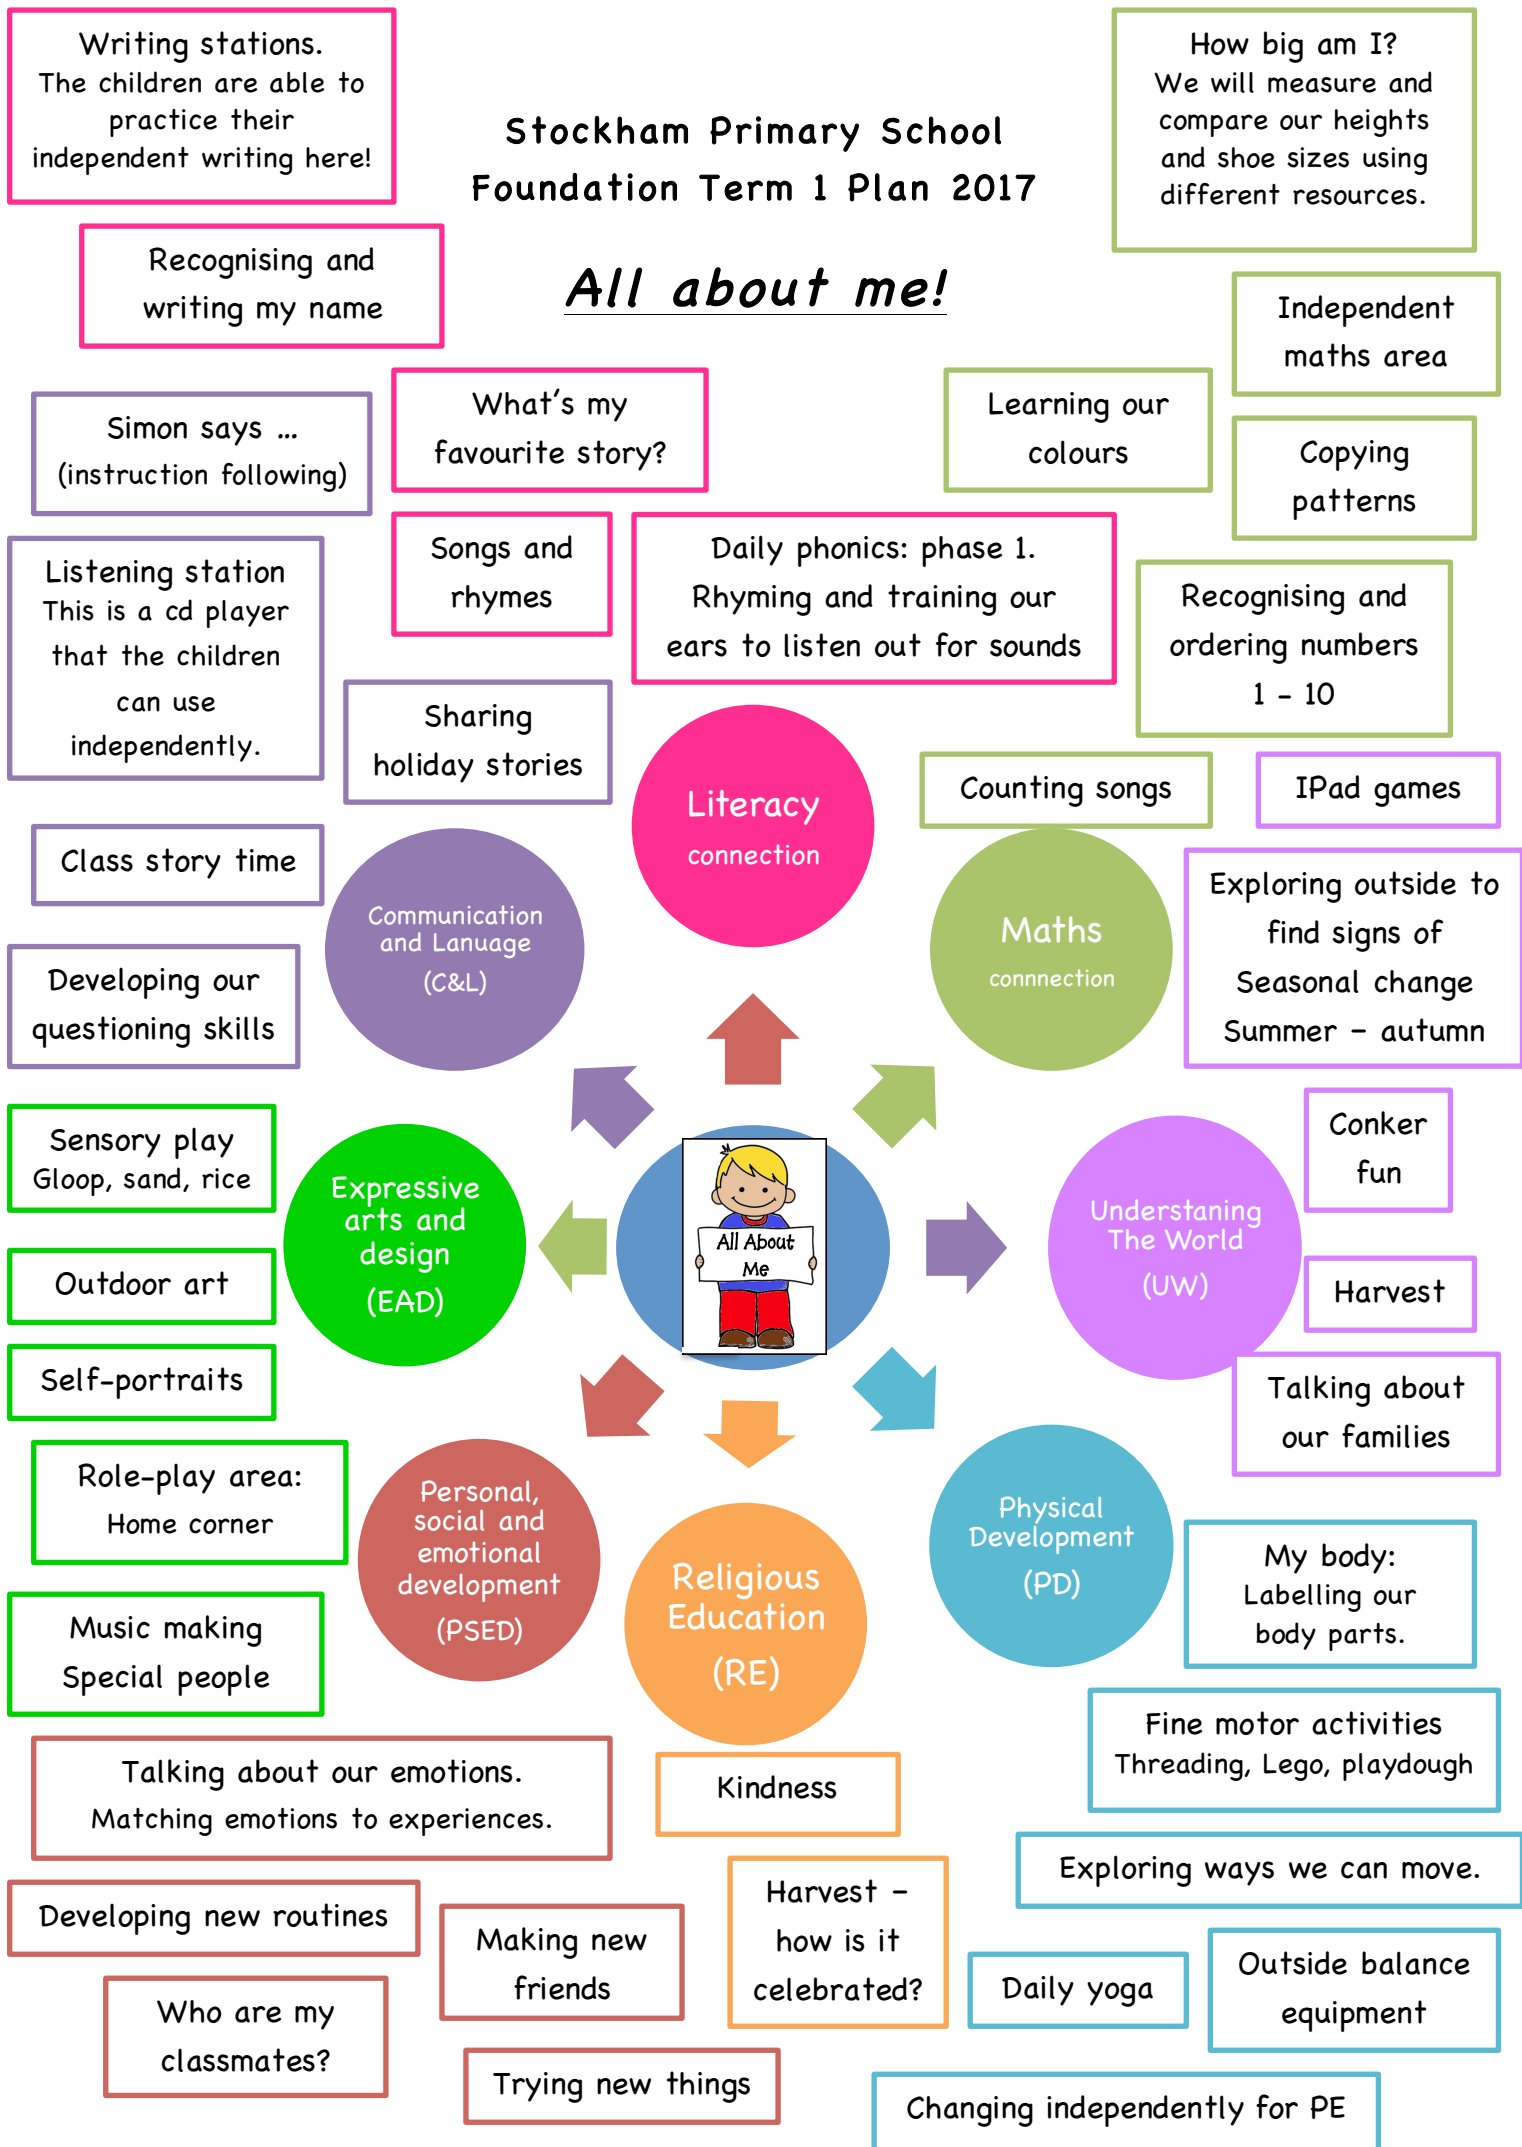 Stockham Primary School
Foundation Term 1 Plan 2017
All about me!
Writing stations.
The children are able to
practice their
independent writing here!
Recognising and
writing my name
What's my
favourite story?
Songs and
rhymes
Daily phonics: phase 1.
Rhyming and training our
ears to listen out for sounds
Literacy
connection
How big am I?
We will measure and
compare our heights
and shoe sizes using
different resources.
Independent
maths area
Learning our
colours
Copying
patterns
Recognising and
ordering numbers
1 - 10
Counting songs
Maths
connnection
Simon says ...
(instruction following)
Listening station
This is a cd player
that the children
can use
independently.
Sharing
holiday stories
Class story time
Developing our
questioning skills
Communication
and Lanuage
(C&L)
IPad games
Exploring outside to
find signs of
Seasonal change
Summer – autumn
Conker
fun
Harvest
Talking about
our families
Understaning
The World
(UW)
All About
Me
Sensory play
Gloop, sand, rice
Outdoor art
Self-portraits
Role-play area:
Home corner
Music making
Special people
Expressive
arts and
design
(EAD)
Personal,
social and
emotional
development
(PSED)
Talking about our emotions.
Matching emotions to experiences.
Developing new routines
Making new
friends
Who are my
classmates?
Trying new things
Religious
Education
(RE)
Kindness
Harvest –
how is it
celebrated?
Physical
Development
(PD)
My body:
Labelling our
body parts.
Fine motor activities
Threading, Lego, playdough
Exploring ways we can move.
Daily yoga
Outside balance
equipment
Changing independently for PE